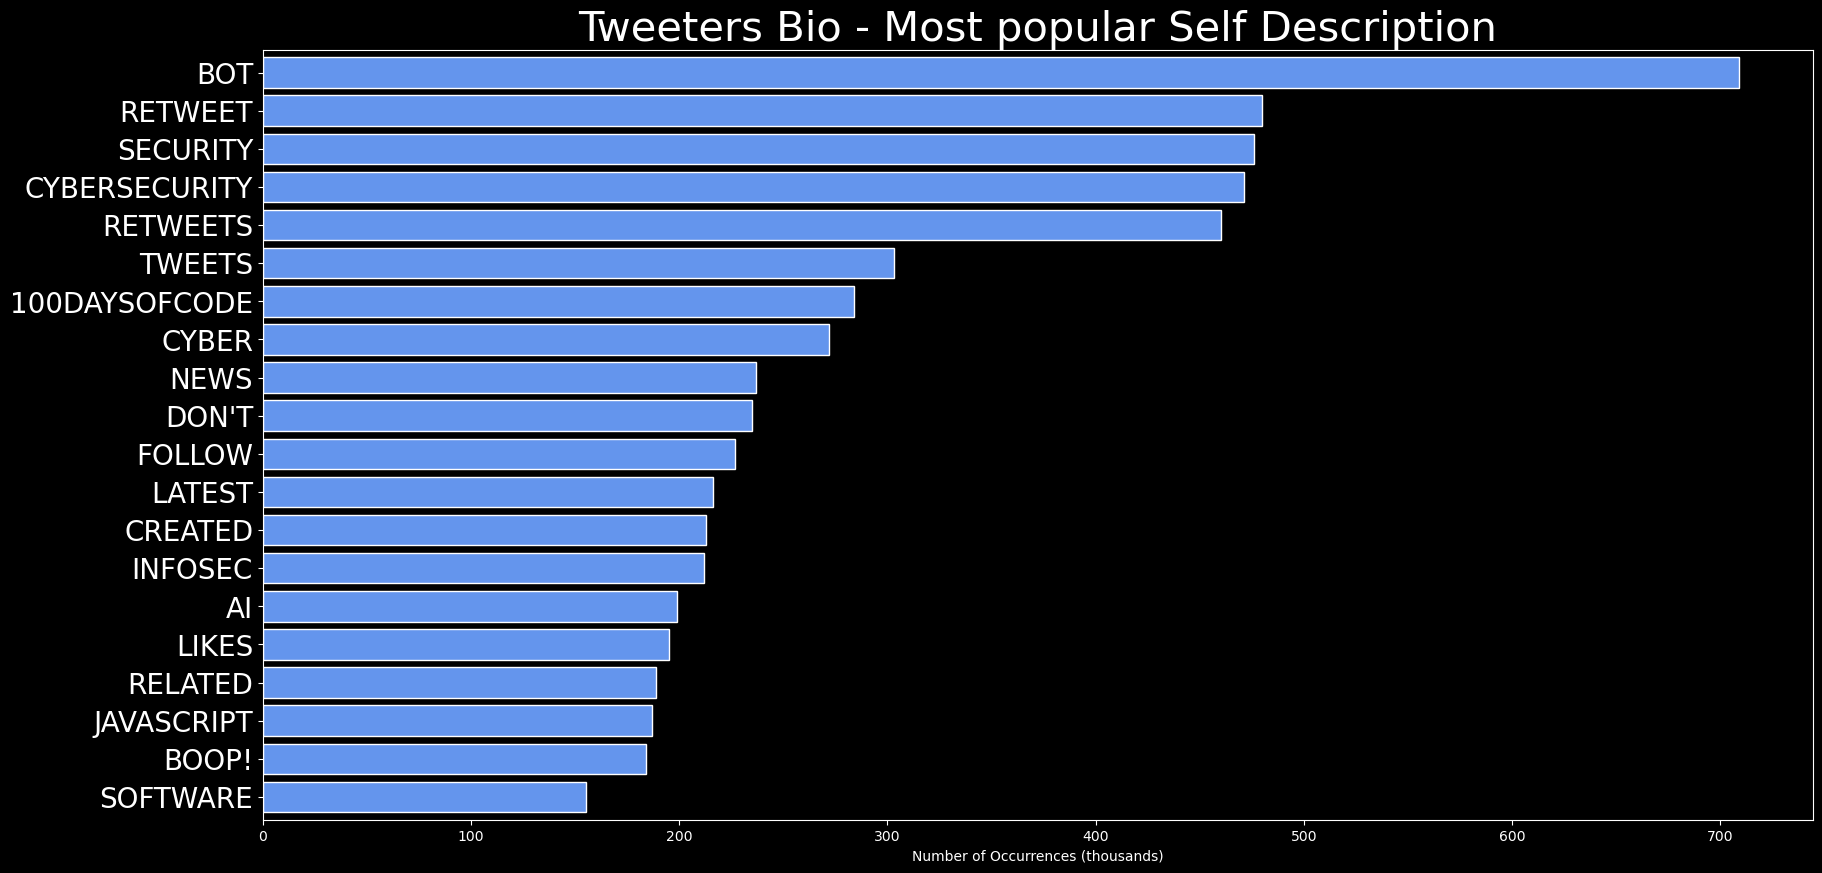 Tweeters Bio - Most popular Self Description
BOT
RETWEET
SECURITY
CYBERSECURITY
RETWEETS
TWEETS
100DAYSOFCODE
CYBER
NEWS
DON'T
FOLLOW
LATEST
CREATED
INFOSEC
AI
LIKES
RELATED
JAVASCRIPT
BOOP!
SOFTWARE
0 100 200 300 400 500 600 700
Number of Occurrences (thousands)